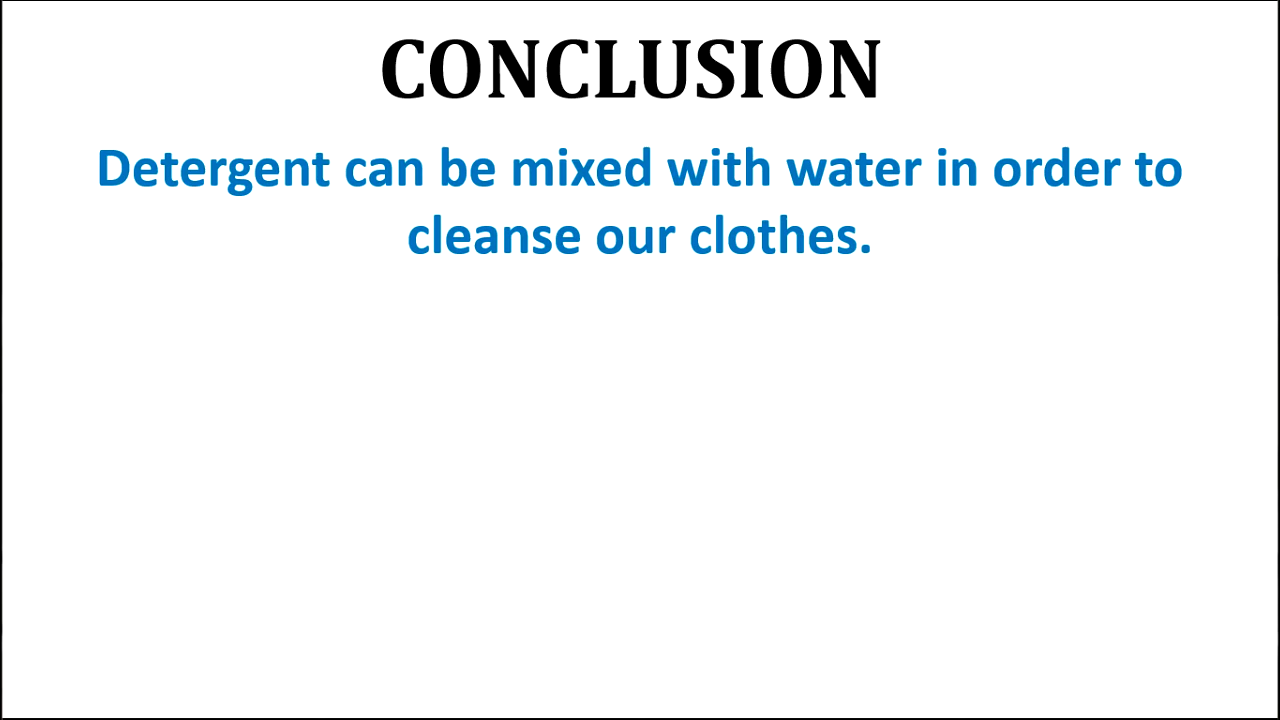 CONCLUSION
Detergent can be mixed with water in order to
cleanse our clothes.